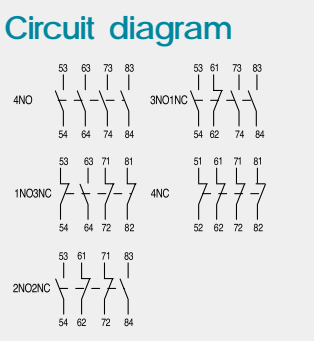 Circuit diagram
53 63 73 83
4NO
54 64 74 84
53 61 73 83
3NO1NC
54 62 74 84
53 63 71 81
1NO3NC
54 64 72 82
51 61 71 81
4NC
52 62 72 82
53 61 71 83
2NO2NC
54 62 72 84